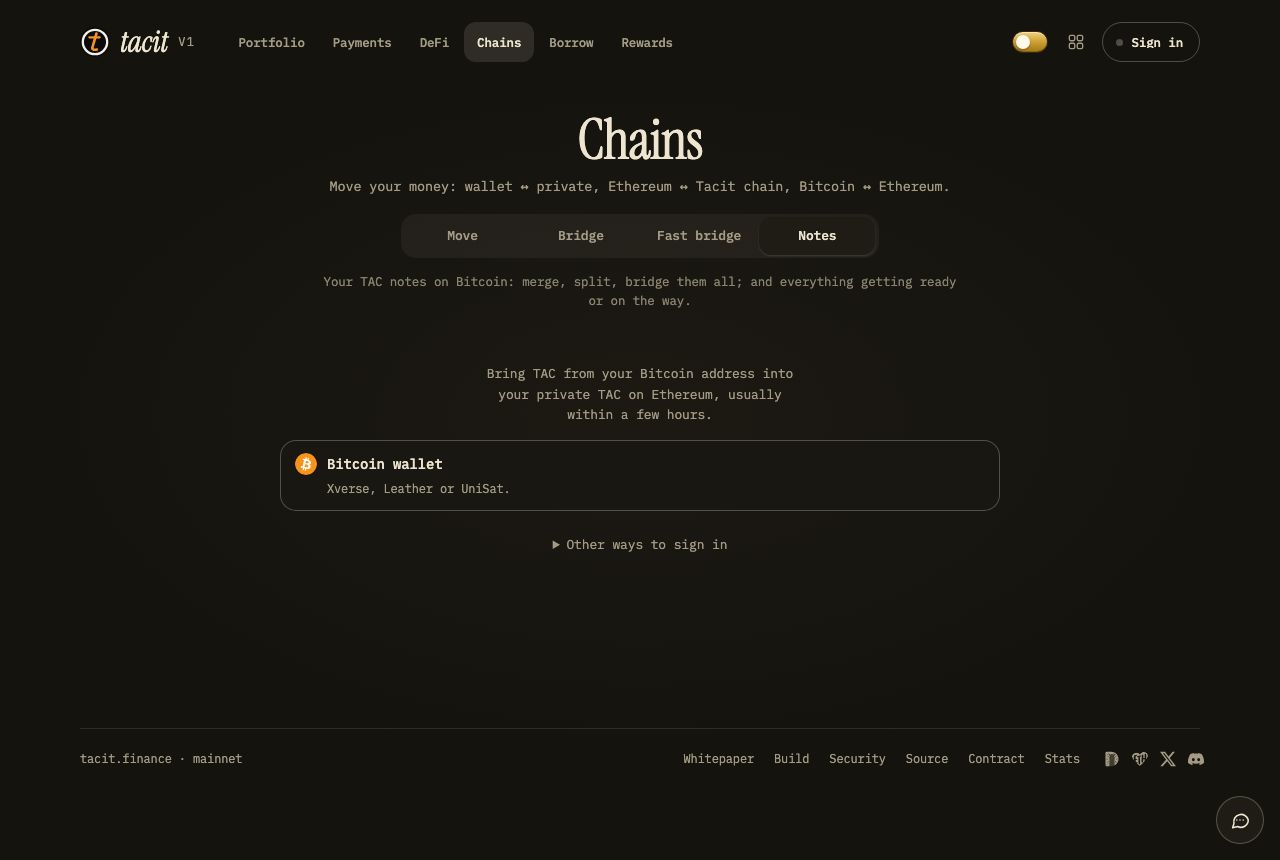 tacit V1
Portfolio
Payments
DeFi
Chains
Borrow
Rewards
Sign in
Chains
Move your money: wallet ↔ private, Ethereum ↔ Tacit chain, Bitcoin ↔ Ethereum.
Move
Bridge
Fast bridge
Notes
Your TAC notes on Bitcoin: merge, split, bridge them all; and everything getting ready
or on the way.
Bring TAC from your Bitcoin address into
your private TAC on Ethereum, usually
within a few hours.
Bitcoin wallet
Xverse, Leather or UniSat.
▶ Other ways to sign in
tacit.finance · mainnet
Whitepaper
Build
Security
Source
Contract
Stats